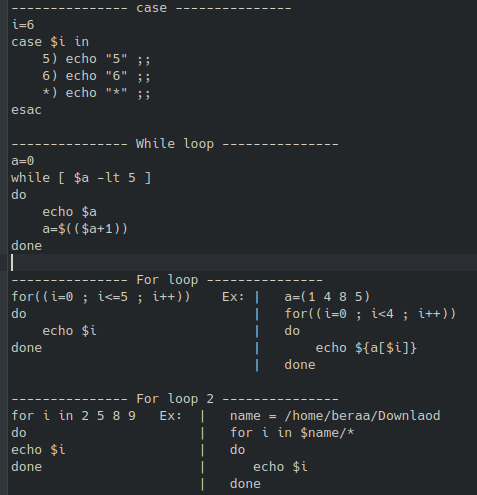 --------------- case ---------------
i=6
case $i in
    5) echo "5" ;;
    6) echo "6" ;;
    *) echo "*" ;;
esac

--------------- While loop ---------------
a=0
while [ $a -lt 5 ]
do
    echo $a
    a=$(($a+1))
done

--------------- For loop ---------------
for((i=0 ; i<=5 ; i++))    Ex: |   a=(1 4 8 5)
do                             |   for((i=0 ; i<4 ; i++))
    echo $i                    |   do
done                           |       echo ${a[$i]}
                               |   done

--------------- For loop 2 ---------------
for i in 2 5 8 9   Ex:  |   name = /home/beraa/Downlaod
do                      |   for i in $name/*
echo $i                 |   do
done                    |      echo $i
                        |   done